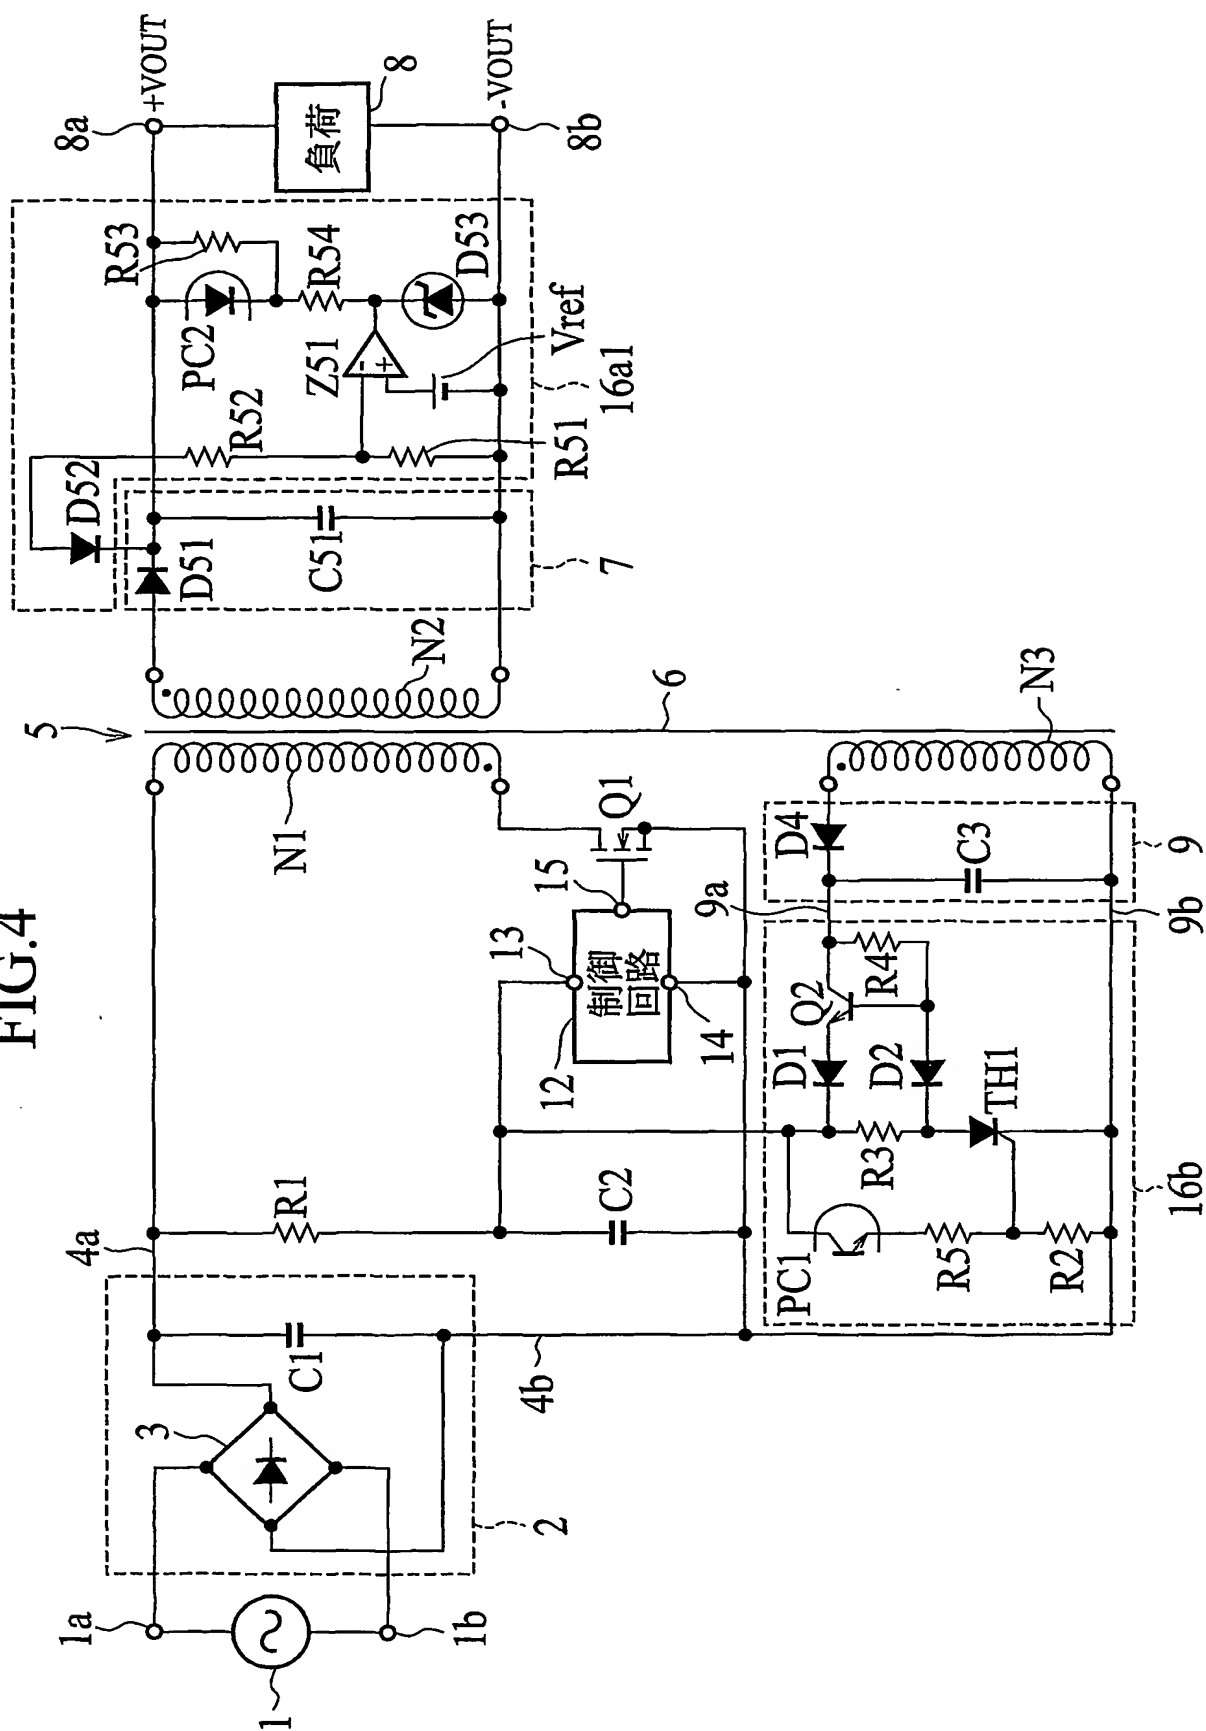 FIG.4
1
1a
1b
2
3
4a
4b
C1
R1
C2
5
6
N1
N2
N3
12
制御
回路
13
14
15
Q1
7
D51
C51
D52
R52
R51
Z51
-
+
Vref
PC2
R53
R54
D53
16a1
8a
+VOUT
負荷
8
-VOUT
8b
PC1
R5
R2
D1
Q2
R4
R3
D2
TH1
16b
9a
9b
D4
C3
9